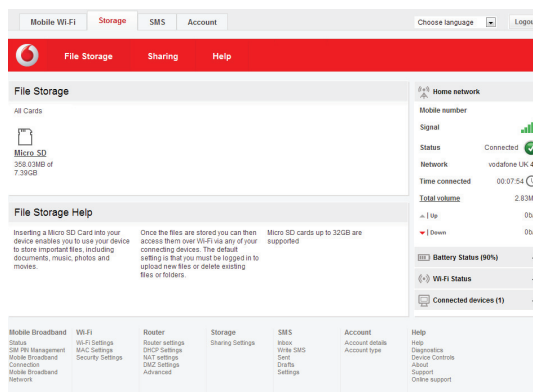 Mobile Wi-Fi
Storage
SMS
Account
Choose language
File Storage
Sharing
Help
File Storage
All Cards
Micro SD
358.03MB of
7.39GB
File Storage Help
Inserting a Micro SD Card into your
device enables you to use your device
to store important files, including
documents, music, photos and
movies.
Once the files are stored you can then
access them over Wi-Fi via any of your
connecting devices. The default
setting is that you must be logged in to
upload new files or delete existing
files or folders.
Micro SD cards up to 32GB are
supported
Home network
Mobile number
Signal
Status Connected
Network vodafone UK
Time connected 00:07:54
Total volume
Up
Down
Battery Status (90%)
Wi-Fi Status
Connected devices (1)
Mobile Broadband
Status
SIM PIN Management
Mobile Broadband
Connection
Mobile Broadband
Network
Wi-Fi
Wi-Fi Settings
MAC Settings
Security Settings
Router
Router settings
DHCP Settings
NAT settings
DMZ Settings
Advanced
Storage
Sharing Settings
SMS
Inbox
Write SMS
Sent
Drafts
Settings
Account
Account details
Account type
Help
Help
Diagnostics
Device Controls
About
Support
Online support